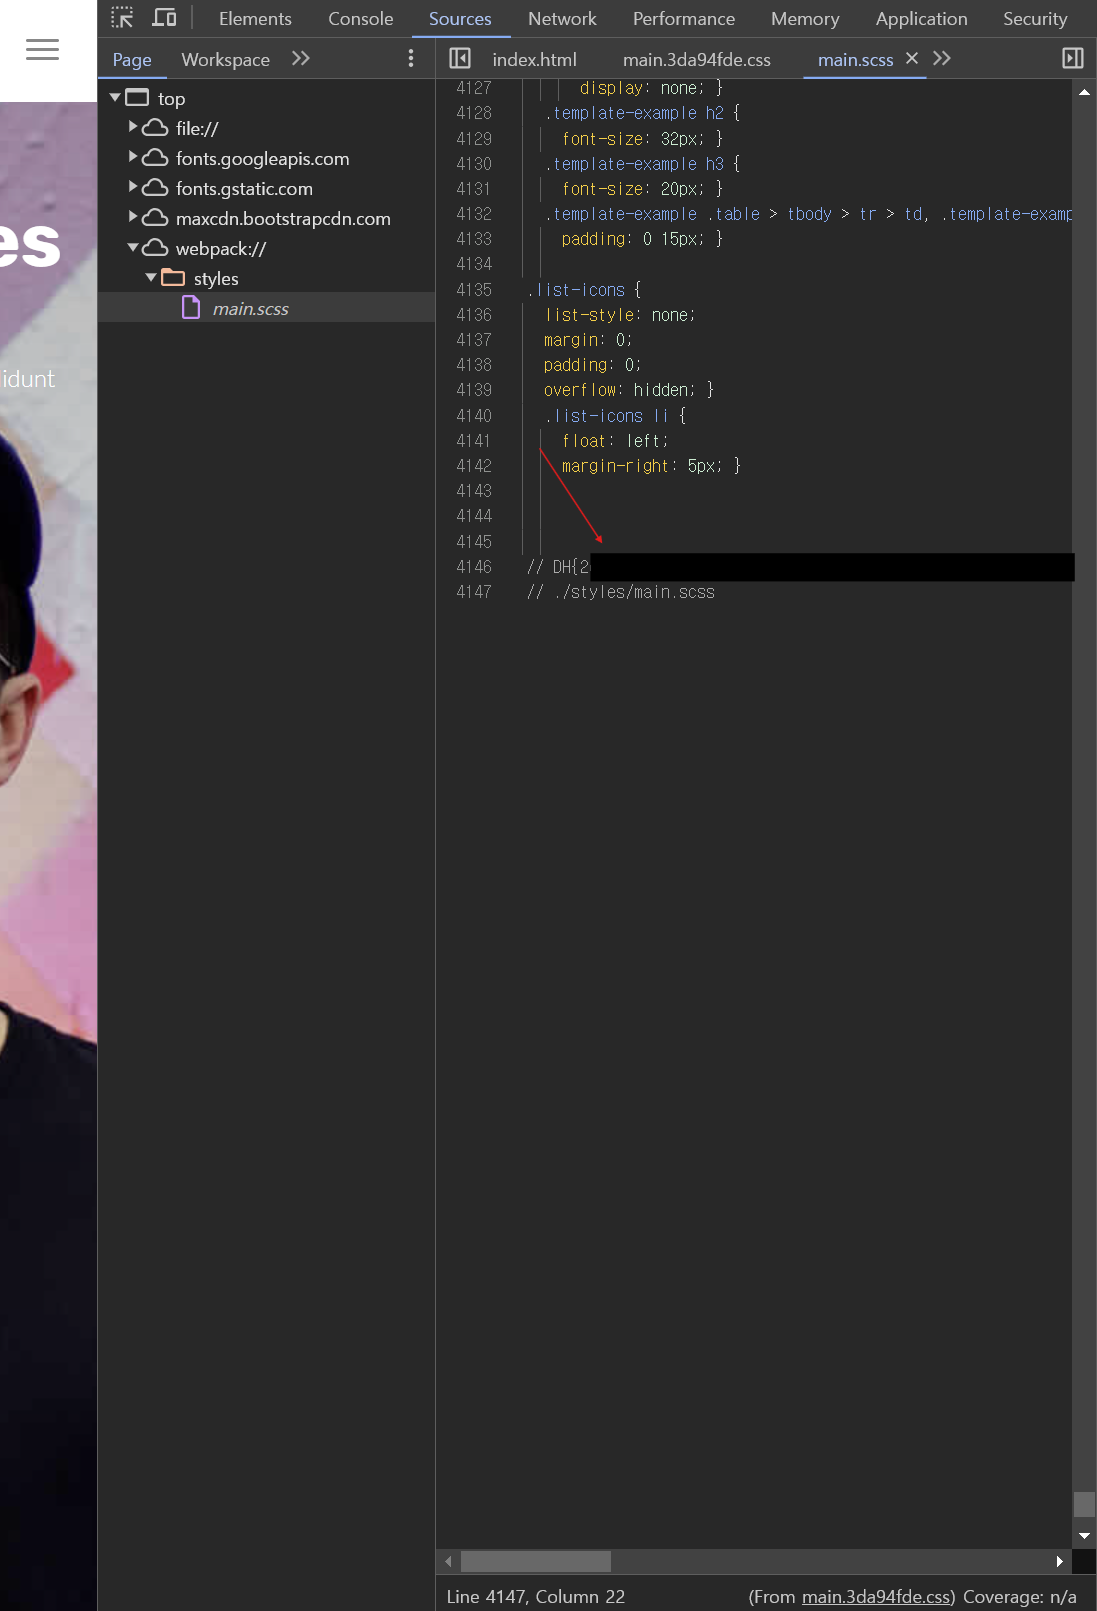 Elements Console Sources Network Performance Memory Application Security
Page Workspace
index.html main.3da94fde.css main.scss
top
file://
fonts.googleapis.com
fonts.gstatic.com
maxcdn.bootstrapcdn.com
webpack://
styles
main.scss
es
idunt
4127 display: none; }
4128 .template-example h2 {
4129 font-size: 32px; }
4130 .template-example h3 {
4131 font-size: 20px; }
4132 .template-example .table > tbody > tr > td, .template-examp
4133 padding: 0 15px; }
4134
4135 .list-icons {
4136 list-style: none;
4137 margin: 0;
4138 padding: 0;
4139 overflow: hidden; }
4140 .list-icons li {
4141 float: left;
4142 margin-right: 5px; }
4143
4144
4145
4146 // DH{2
4147 // ./styles/main.scss
Line 4147, Column 22 (From main.3da94fde.css) Coverage: n/a